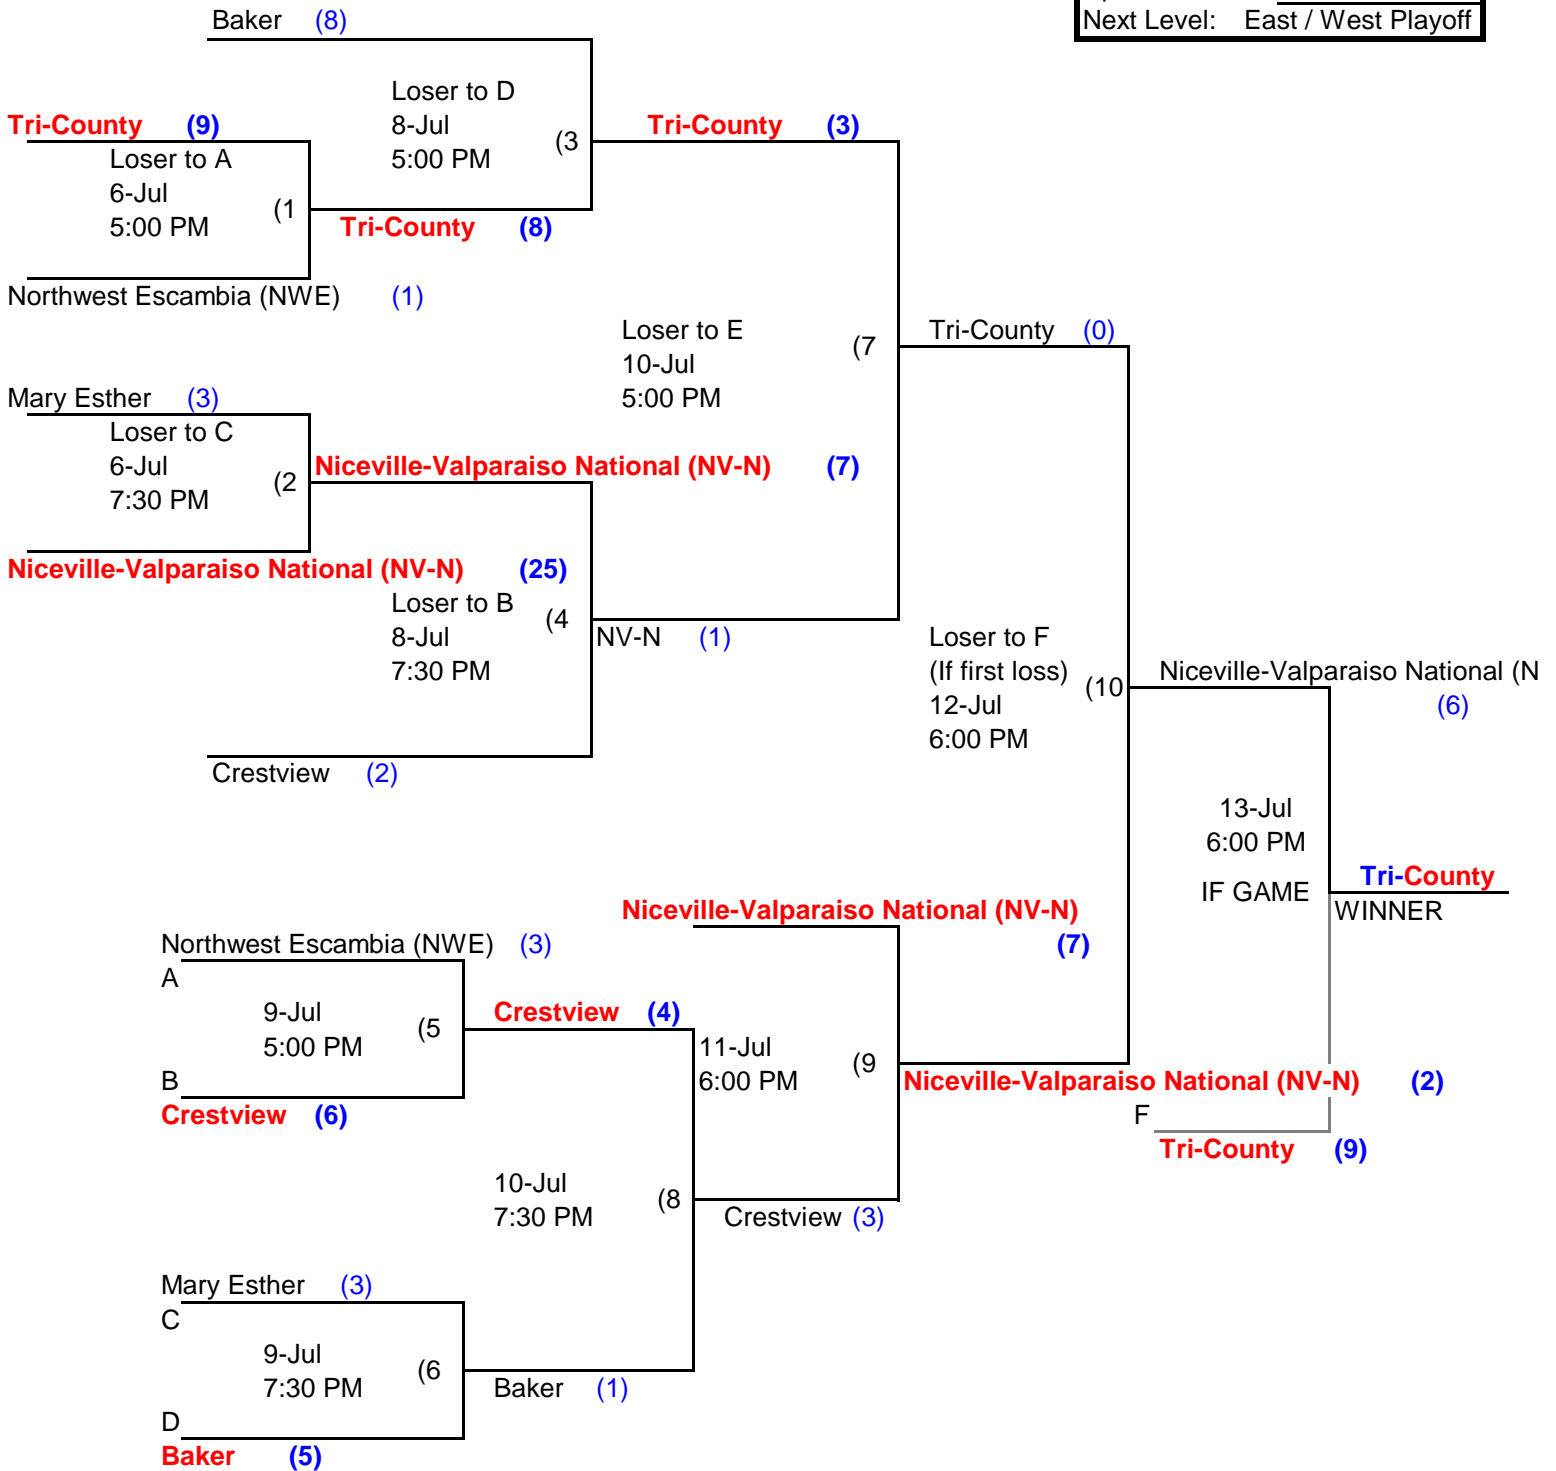 Baker (8)
Next Level: East / West Playoff
Loser to D
8-Jul
5:00 PM
(3
Tri-County (9)
Tri-County (3)
Loser to A
6-Jul
5:00 PM
(1
Tri-County (8)
Northwest Escambia (NWE) (1)
Loser to E
10-Jul
5:00 PM
(7
Tri-County (0)
Mary Esther (3)
Loser to C
6-Jul
7:30 PM
(2
Niceville-Valparaiso National (NV-N) (7)
Niceville-Valparaiso National (NV-N) (25)
Loser to B
8-Jul
7:30 PM
(4
NV-N (1)
Crestview (2)
Loser to F
(If first loss)
12-Jul
6:00 PM
(10
Niceville-Valparaiso National (N
(6)
13-Jul
6:00 PM
IF GAME
Tri-County
WINNER
Niceville-Valparaiso National (NV-N)
(7)
Northwest Escambia (NWE) (3)
A
9-Jul
5:00 PM
(5
Crestview (4)
B
Crestview (6)
11-Jul
6:00 PM
(9
Niceville-Valparaiso National (NV-N) (2)
F
Tri-County (9)
10-Jul
7:30 PM
(8
Crestview (3)
Mary Esther (3)
C
9-Jul
7:30 PM
(6
Baker (1)
D
Baker (5)